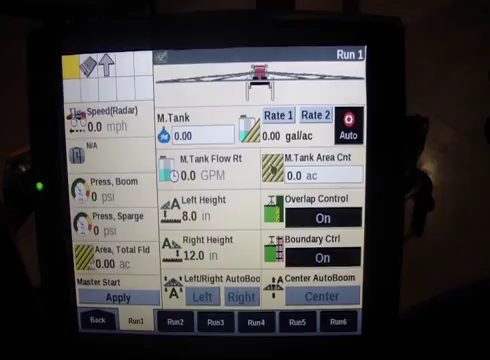 Run 1
Speed(Radar)
0.0 mph
N/A
Press, Boom
0 psi
Press, Sparge
0 psi
Area, Total Fld
0.00 ac
Master Start
Apply
M.Tank
0.00
Rate 1
Rate 2
0.00 gal/ac
Auto
M.Tank Flow Rt
0.0 GPM
M.Tank Area Cnt
0.0 ac
Left Height
8.0 in
Overlap Control
On
Right Height
12.0 in
Boundary Ctrl
On
Left/Right AutoBoo
Left
Right
Center AutoBoom
Center
Back
Run1
Run2
Run3
Run4
Run5
Run6